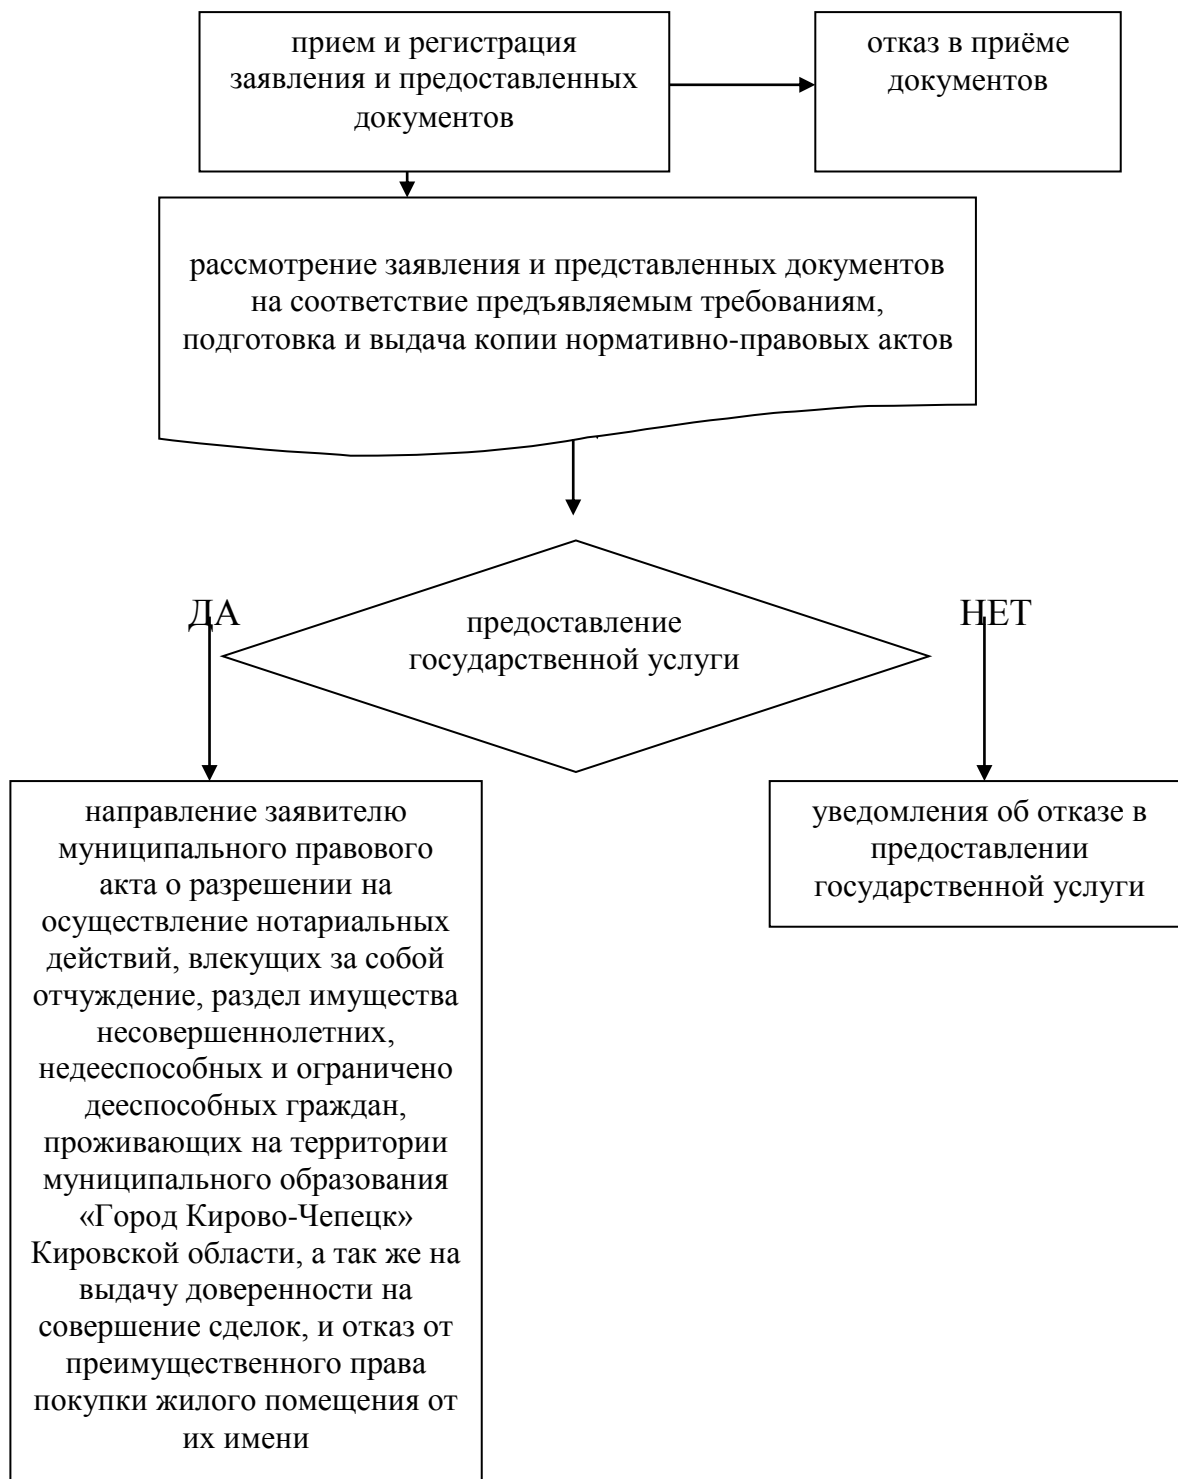 прием и регистрация
заявления и предоставленных
документов
отказ в приёме
документов
рассмотрение заявления и представленных документов
на соответствие предъявляемым требованиям,
подготовка и выдача копии нормативно-правовых актов
ДА
НЕТ
предоставление
государственной услуги
направление заявителю
муниципального правового
акта о разрешении на
осуществление нотариальных
действий, влекущих за собой
отчуждение, раздел имущества
несовершеннолетних,
недееспособных и ограничено
дееспособных граждан,
проживающих на территории
муниципального образования
«Город Кирово-Чепецк»
Кировской области, а так же на
выдачу доверенности на
совершение сделок, и отказ от
преимущественного права
покупки жилого помещения от
их имени
уведомления об отказе в
предоставлении
государственной услуги